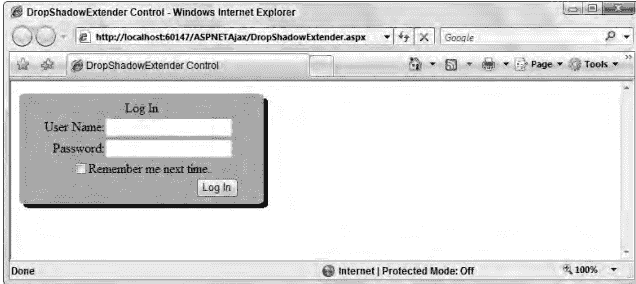 DropShadowExtender Control - Windows Internet Explorer
http://localhost:60147/ASPNETAjax/DropShadowExtender.aspx
Google
DropShadowExtender Control
Page
Tools
Log In
User Name:
Password:
Remember me next time.
Log In
Done
Internet | Protected Mode: Off
100%